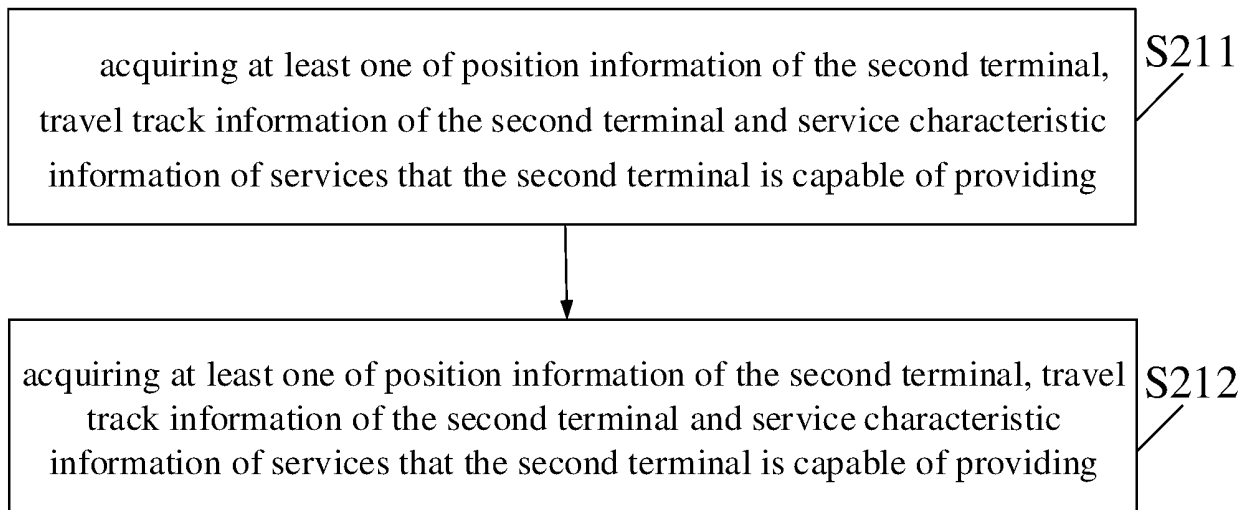 acquiring at least one of position information of the second terminal,
travel track information of the second terminal and service characteristic
information of services that the second terminal is capable of providing
S211
acquiring at least one of position information of the second terminal, travel
track information of the second terminal and service characteristic
information of services that the second terminal is capable of providing
S212